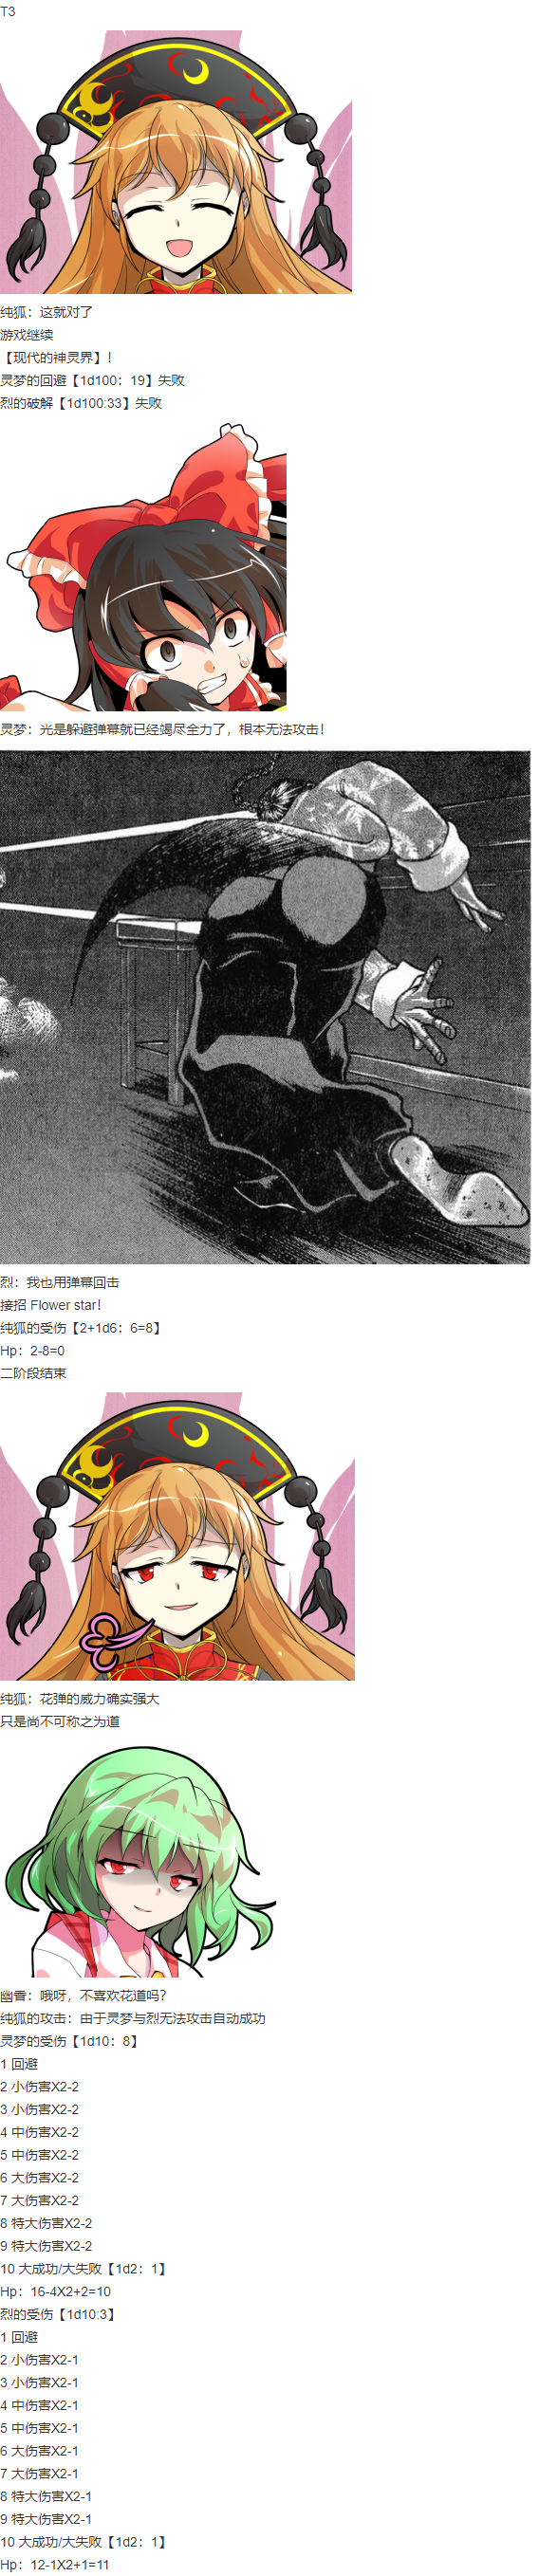 T3
纯狐：这就对了
游戏继续
【现代的神灵界】！
灵梦的回避【1d100：19】失败
烈的破解【1d100:33】失败
灵梦：光是躲避弹幕就已经竭尽全力了，根本无法攻击！
烈：我也用弹幕回击
接招 Flower star！
纯狐的受伤【2+1d6：6=8】
Hp：2-8=0
二阶段结束
纯狐：花弹的威力确实强大
只是尚不可称之为道
幽香：哦呀，不喜欢花道吗？
纯狐的攻击：由于灵梦与烈无法攻击自动成功
灵梦的受伤【1d10：8】
1 回避
2 小伤害X2-2
3 小伤害X2-2
4 中伤害X2-2
5 中伤害X2-2
6 大伤害X2-2
7 大伤害X2-2
8 特大伤害X2-2
9 特大伤害X2-2
10 大成功/大失败【1d2：1】
Hp：16-4X2+2=10
烈的受伤【1d10:3】
1 回避
2 小伤害X2-1
3 小伤害X2-1
4 中伤害X2-1
5 中伤害X2-1
6 大伤害X2-1
7 大伤害X2-1
8 特大伤害X2-1
9 特大伤害X2-1
10 大成功/大失败【1d2：1】
Hp：12-1X2+1=11